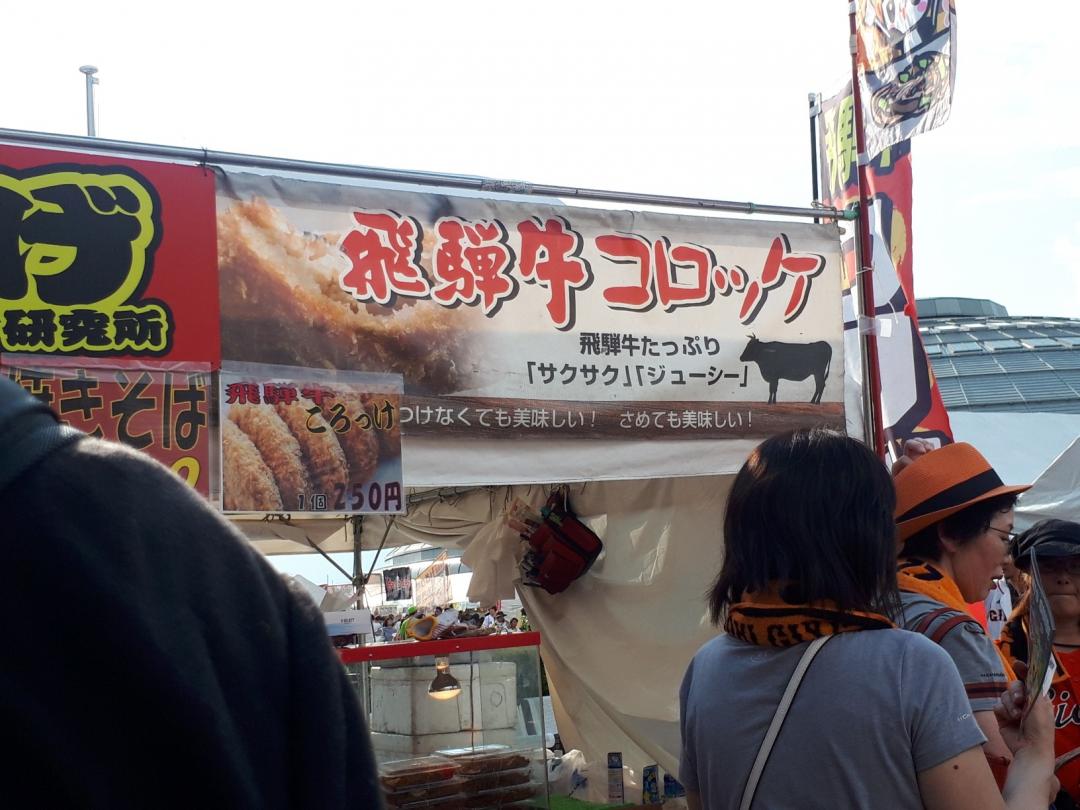 飛騨牛コロッケ
飛騨牛たっぷり
「サクサク」「ジューシー」
つけなくても美味しい! さめても美味しい!
研究所
焼きそば
飛騨牛
ころっけ
1個250円